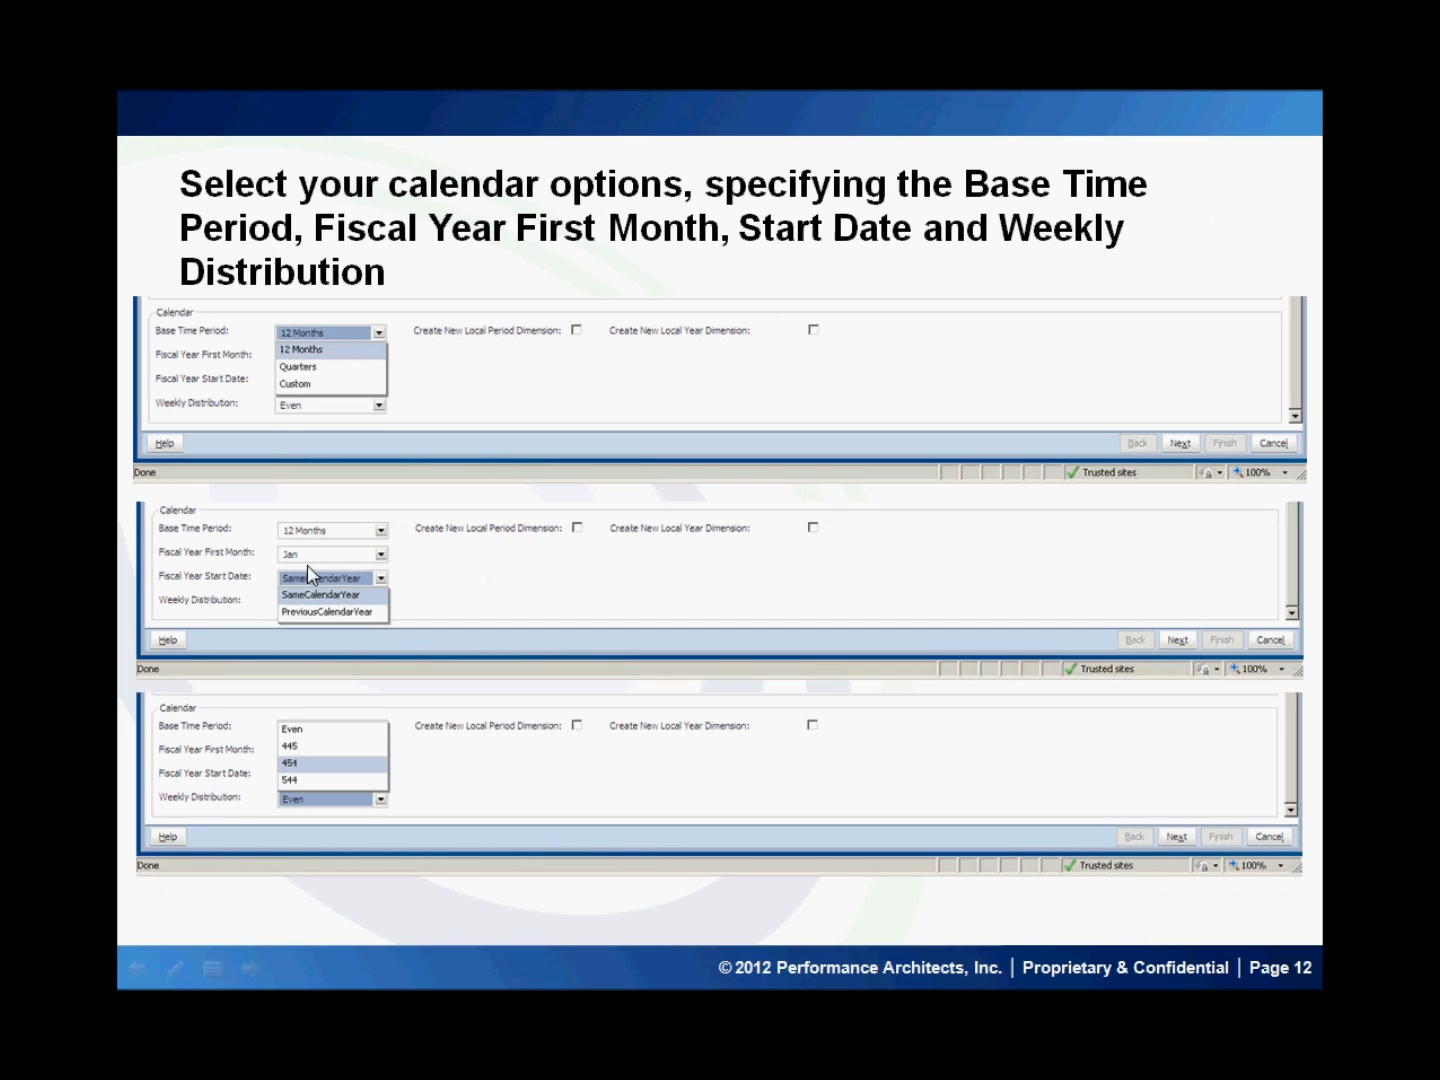 Select your calendar options, specifying the Base Time
Period, Fiscal Year First Month, Start Date and Weekly
Distribution
Calendar
Base Time Period: 12 Months Create New Local Period Dimension: Create New Local Year Dimension:
12 Months
Fiscal Year First Month:
Quarters
Fiscal Year Start Date:
Custom
Weekly Distribution: Even
Help Back Next Finish Cancel
Done Trusted sites 100%
Calendar
Base Time Period: 12 Months Create New Local Period Dimension: Create New Local Year Dimension:
Fiscal Year First Month: Jan
Fiscal Year Start Date: SameCalendarYear
SameCalendarYear
Weekly Distribution:
PreviousCalendarYear
Help Back Next Finish Cancel
Done Trusted sites 100%
Calendar
Base Time Period: Even Create New Local Period Dimension: Create New Local Year Dimension:
Fiscal Year First Month: 445
454
Fiscal Year Start Date: 544
Weekly Distribution: Even
Help Back Next Finish Cancel
Done Trusted sites 100%
© 2012 Performance Architects, Inc. | Proprietary & Confidential | Page 12